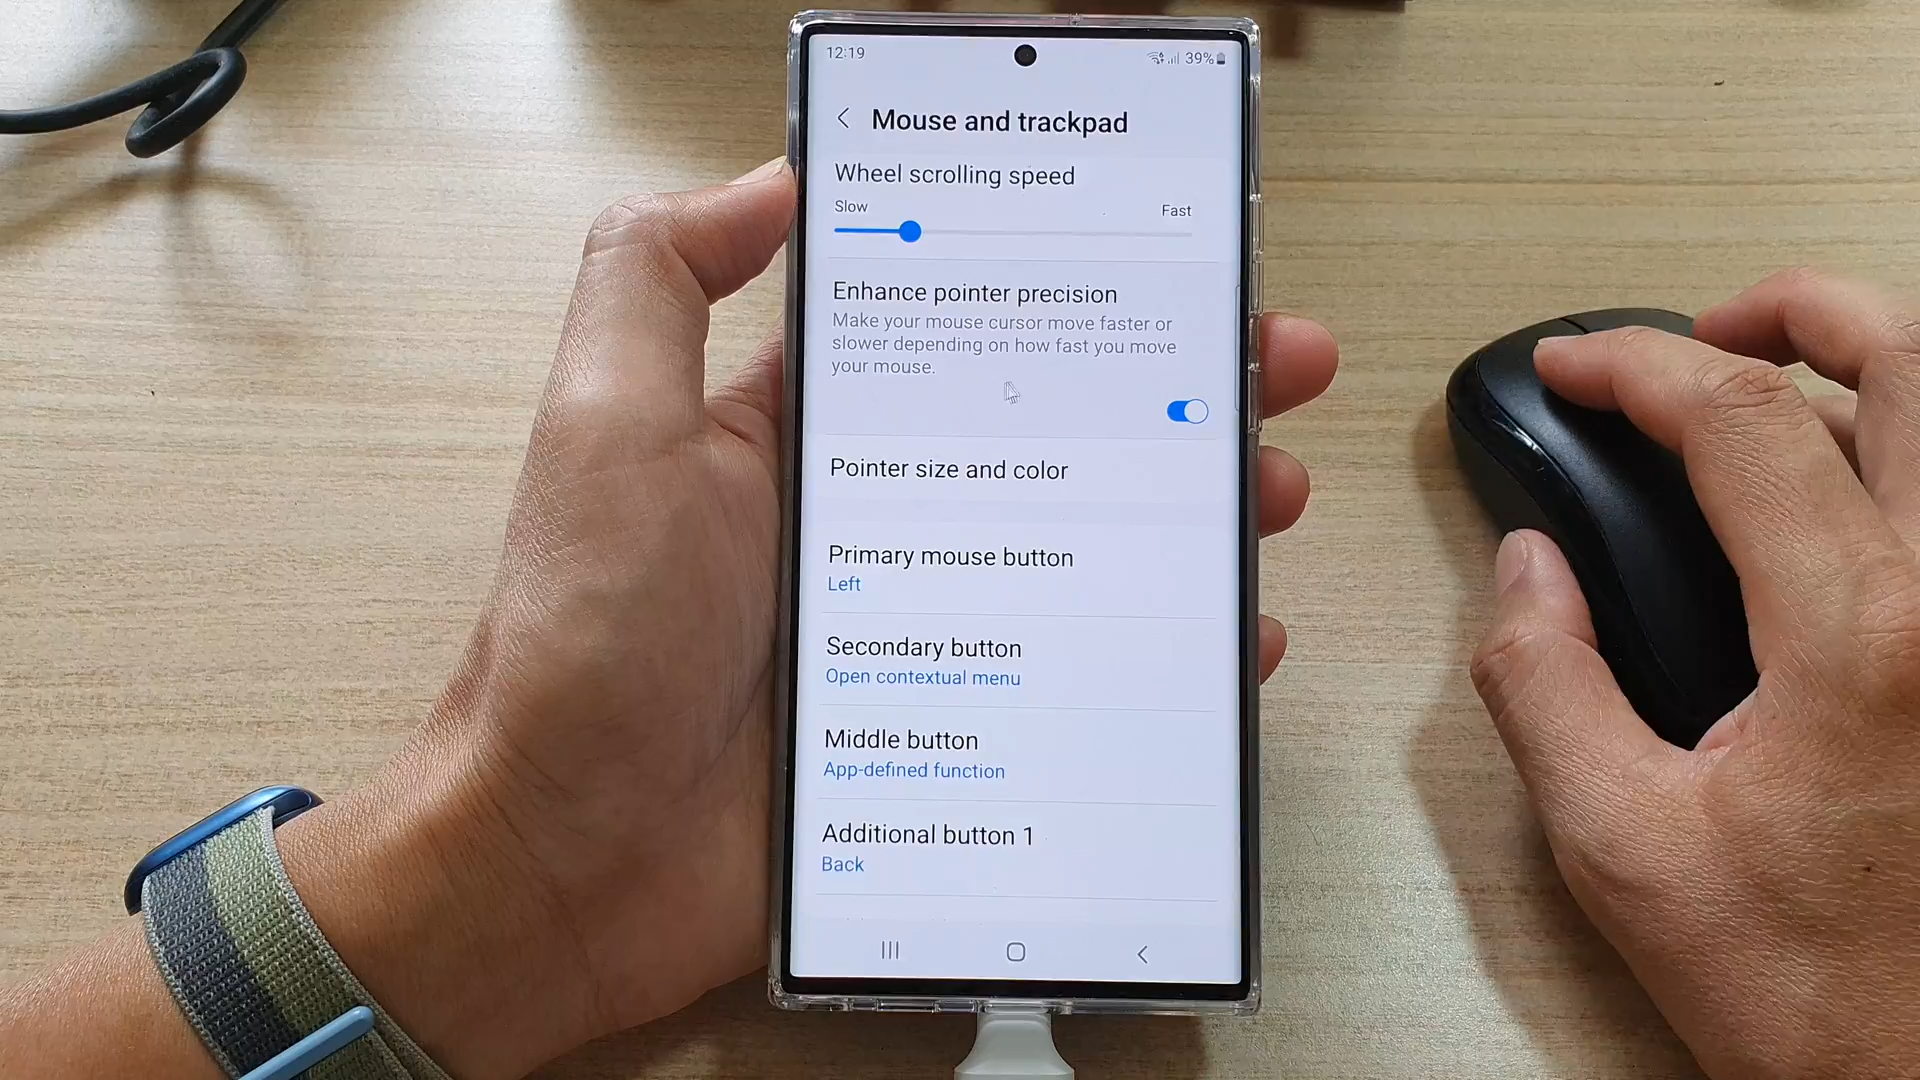 12:19
39%
Mouse and trackpad
Wheel scrolling speed
Slow
Fast
Enhance pointer precision
Make your mouse cursor move faster or
slower depending on how fast you move
your mouse.
Pointer size and color
Primary mouse button
Left
Secondary button
Open contextual menu
Middle button
App-defined function
Additional button 1
Back